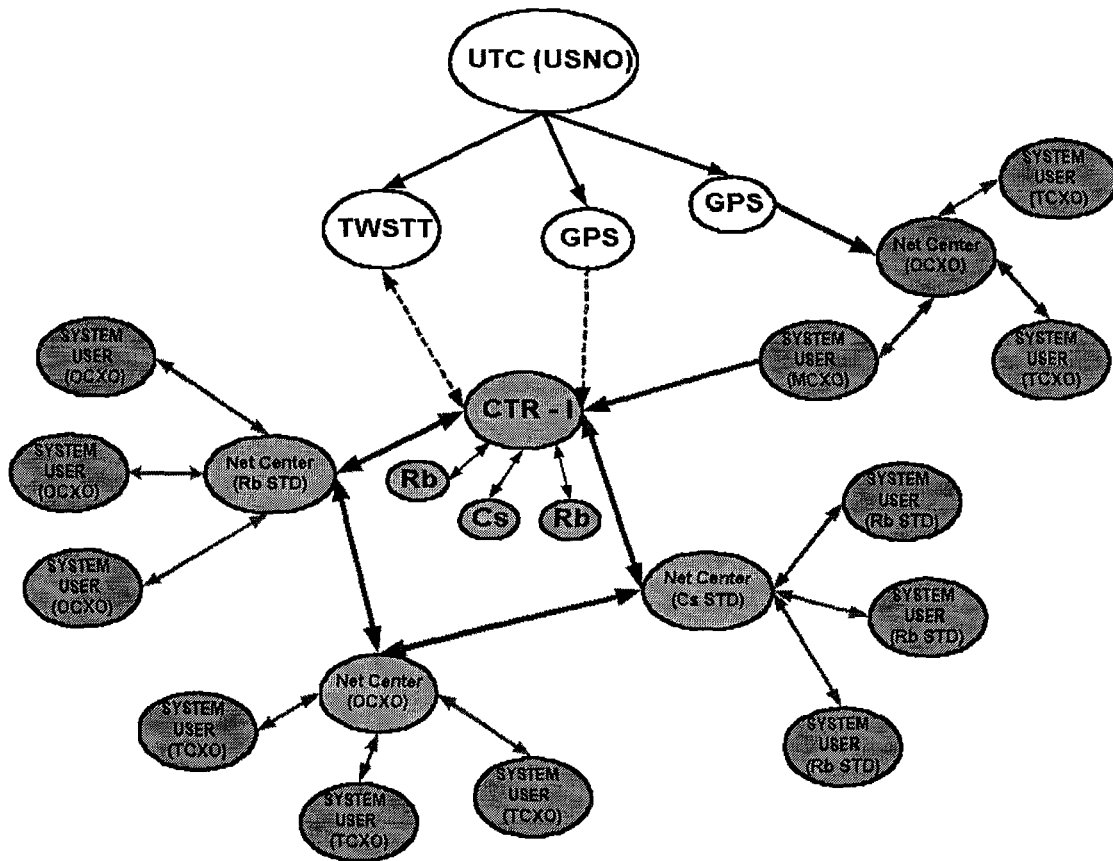 UTC (USNO)
TWSTT
GPS
GPS
SYSTEM
USER
(TCXO)
Net Center
(OCXO)
SYSTEM
USER
(TCXO)
SYSTEM
USER
(MCXO)
SYSTEM
USER
(OCXO)
CTR - I
SYSTEM
USER
(OCXO)
Net Center
(Rb STD)
Rb
Cs
Rb
SYSTEM
USER
(OCXO)
SYSTEM
USER
(Rb STD)
Net Center
(Cs STD)
SYSTEM
USER
(Rb STD)
SYSTEM
USER
(Rb STD)
Net Center
(OCXO)
SYSTEM
USER
(TCXO)
SYSTEM
USER
(TCXO)
SYSTEM
USER
(TCXO)